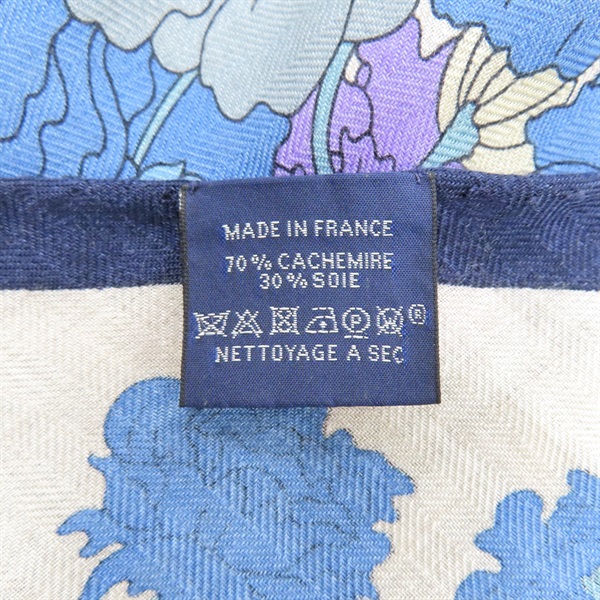 MADE IN FRANCE
70% CACHEMIRE
30% SOIE
P W ®
NETTOYAGE A SEC